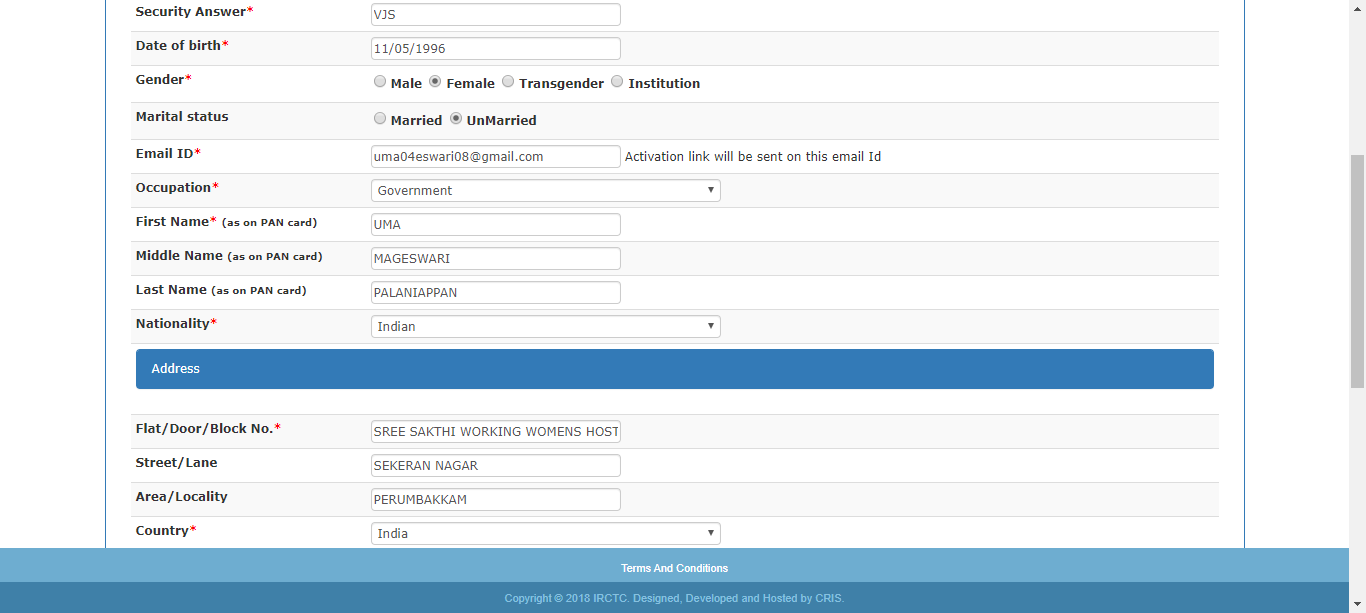 Security Answer* VJS
Date of birth* 11/05/1996
Gender* Male Female Transgender Institution
Marital status Married UnMarried
Email ID* uma04eswari08@gmail.com Activation link will be sent on this email Id
Occupation* Government
First Name* (as on PAN card) UMA
Middle Name (as on PAN card) MAGESWARI
Last Name (as on PAN card) PALANIAPPAN
Nationality* Indian
Address
Flat/Door/Block No.* SREE SAKTHI WORKING WOMENS HOST
Street/Lane SEKERAN NAGAR
Area/Locality PERUMBAKKAM
Country* India
Terms And Conditions
Copyright © 2018 IRCTC. Designed, Developed and Hosted by CRIS.